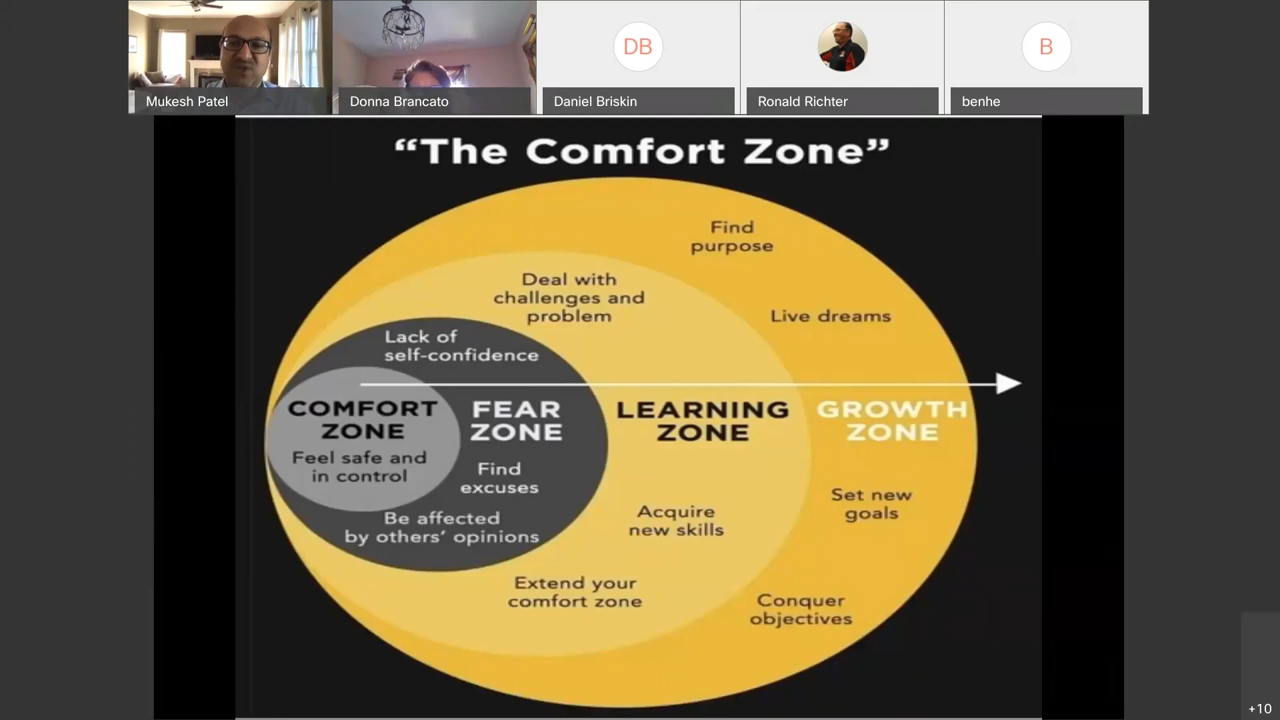 DB
B
Mukesh Patel
Donna Brancato
Daniel Briskin
Ronald Richter
benhe
“The Comfort Zone”
Find
purpose
Deal with
challenges and
problem
Live dreams
Lack of
self-confidence
COMFORT
ZONE
Feel safe and
in control
FEAR
ZONE
Find
excuses
Be affected
by others’ opinions
LEARNING
ZONE
Acquire
new skills
Extend your
comfort zone
GROWTH
ZONE
Set new
goals
Conquer
objectives
+10